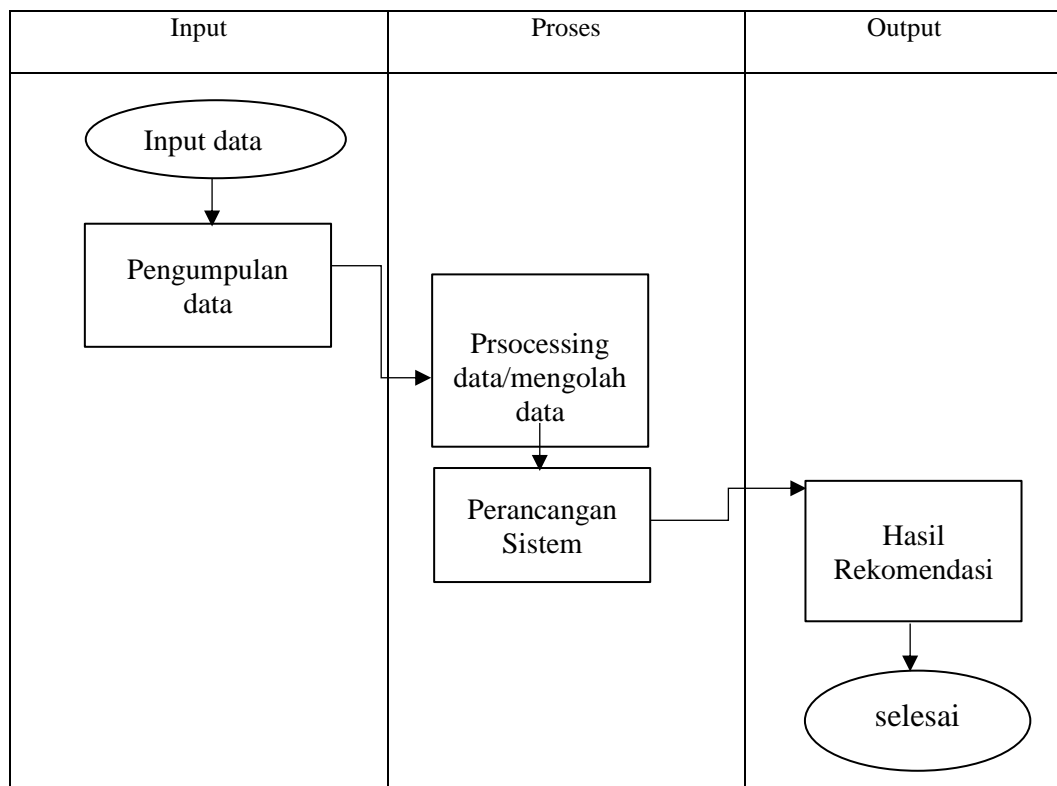 Input
Proses
Output
Input data
Pengumpulan
data
Prsocessing
data/mengolah
data
Perancangan
Sistem
Hasil
Rekomendasi
selesai